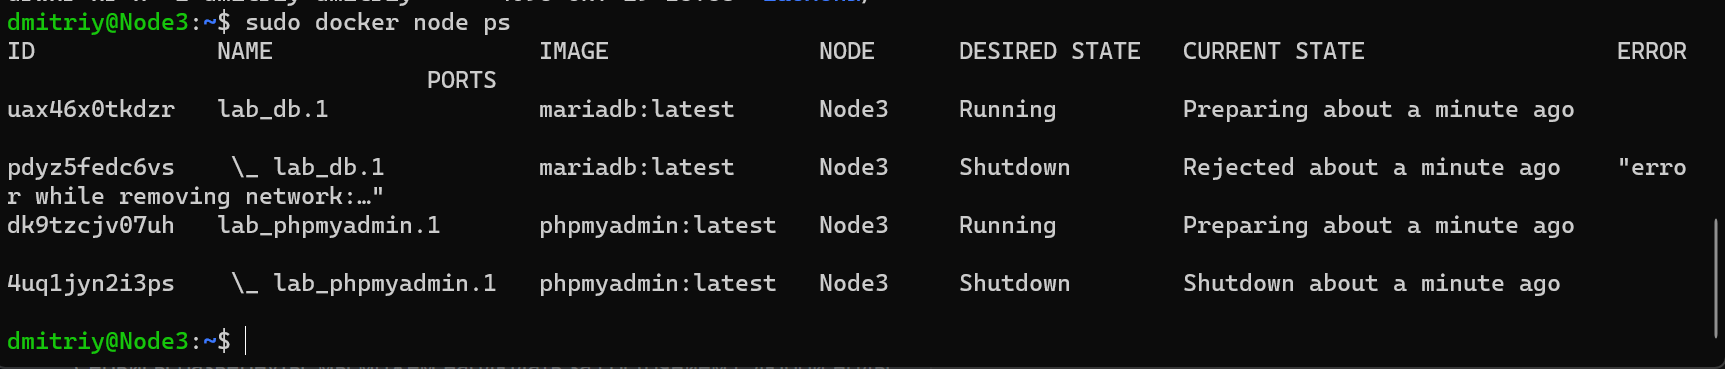 dmitriy@Node3:~$ sudo docker node ps
ID NAME IMAGE NODE DESIRED STATE CURRENT STATE ERROR
PORTS
uax46x0tkdzr lab_db.1 mariadb:latest Node3 Running Preparing about a minute ago
pdyz5fedc6vs \_ lab_db.1 mariadb:latest Node3 Shutdown Rejected about a minute ago "erro
r while removing network:…"
dk9tzcjv07uh lab_phpmyadmin.1 phpmyadmin:latest Node3 Running Preparing about a minute ago
4uq1jyn2i3ps \_ lab_phpmyadmin.1 phpmyadmin:latest Node3 Shutdown Shutdown about a minute ago
dmitriy@Node3:~$